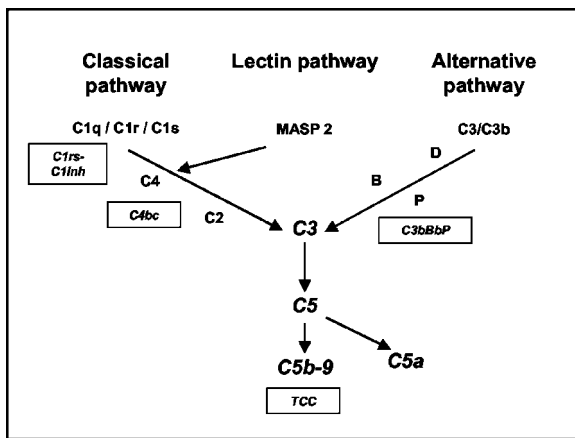 Classical
pathway
Lectin pathway
Alternative
pathway
C1q / C1r / C1s
MASP 2
C3/C3b
C1rs-
C1inh
D
C4
B
P
C4bc
C2
C3
C3bBbP
C5
C5b-9
C5a
TCC